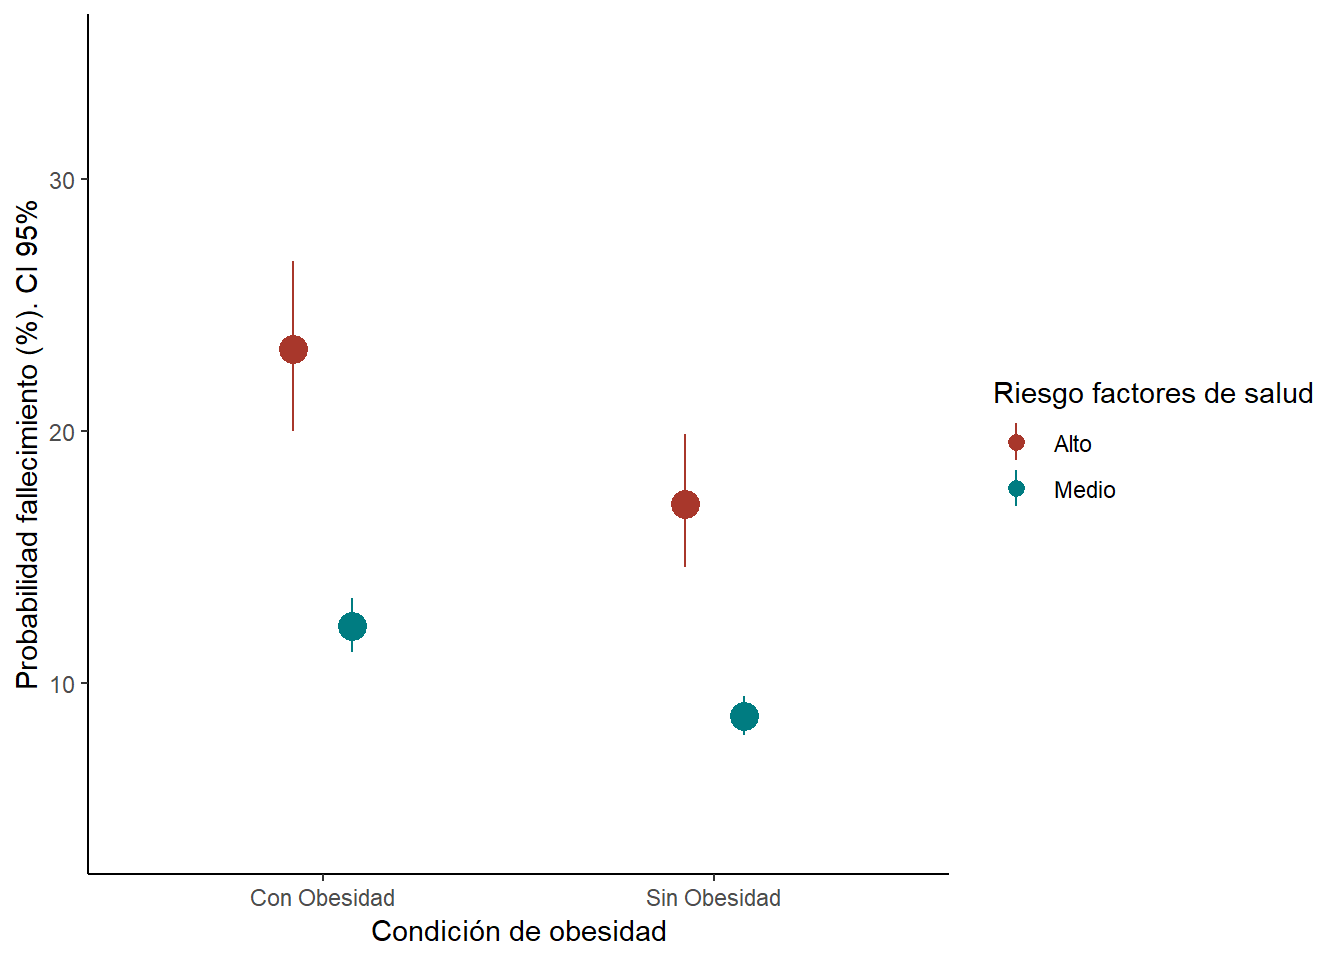 Probabilidad fallecimiento (%). CI 95%
30
20
10
Con Obesidad
Sin Obesidad
Condición de obesidad
Riesgo factores de salud
Alto
Medio